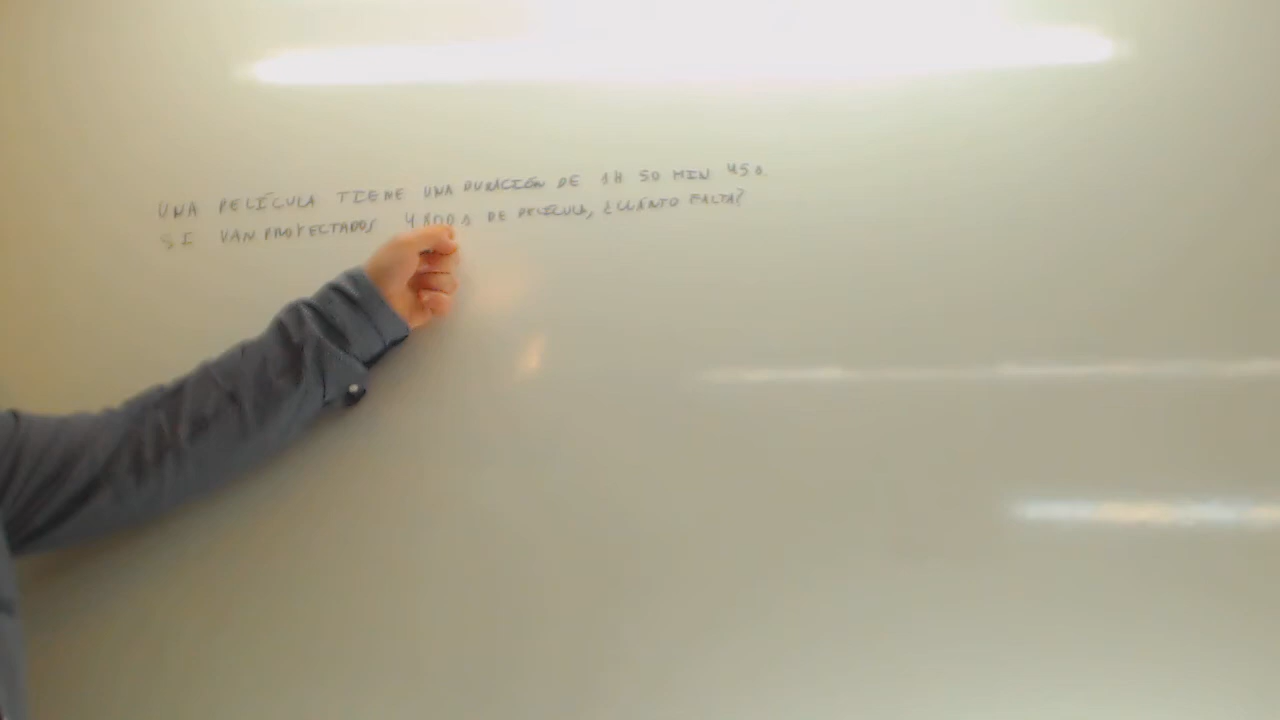 UNA PELÍCULA TIENE UNA DURACIÓN DE 1H 50 MIN 45 s.
SI VAN PROYECTADOS 4800 s DE PELÍCULA, ¿CUÁNTO FALTA?